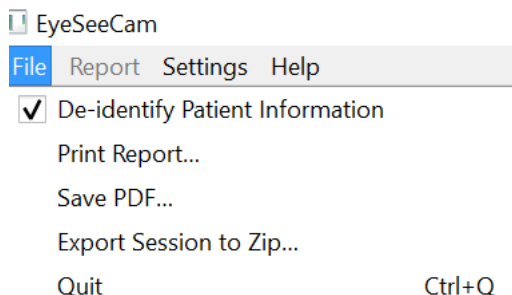 EyeSeeCam
File Report Settings Help
De-identify Patient Information
Print Report...
Save PDF...
Export Session to Zip...
Quit Ctrl+Q